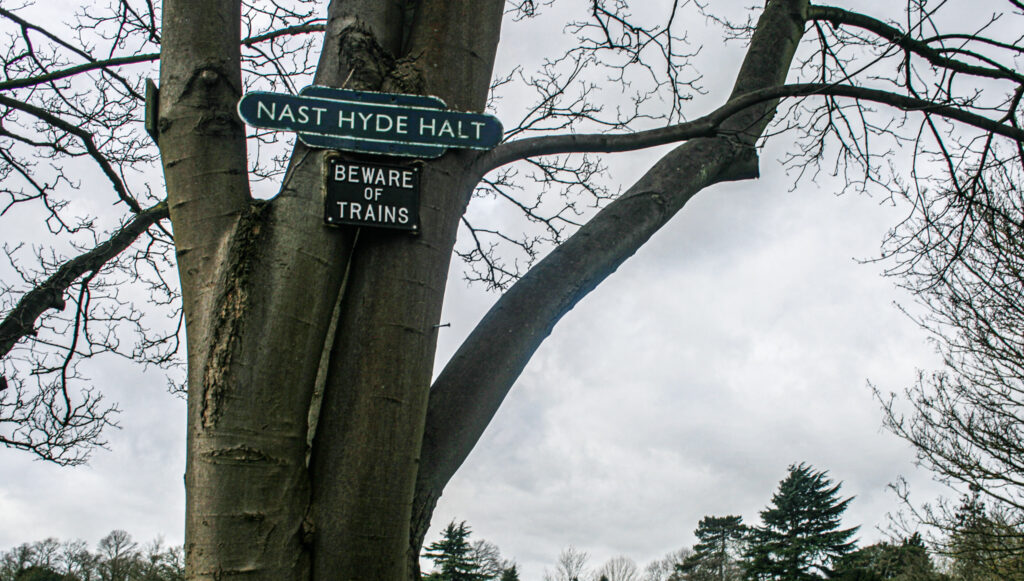 NAST HYDE HALT
BEWARE
OF
TRAINS